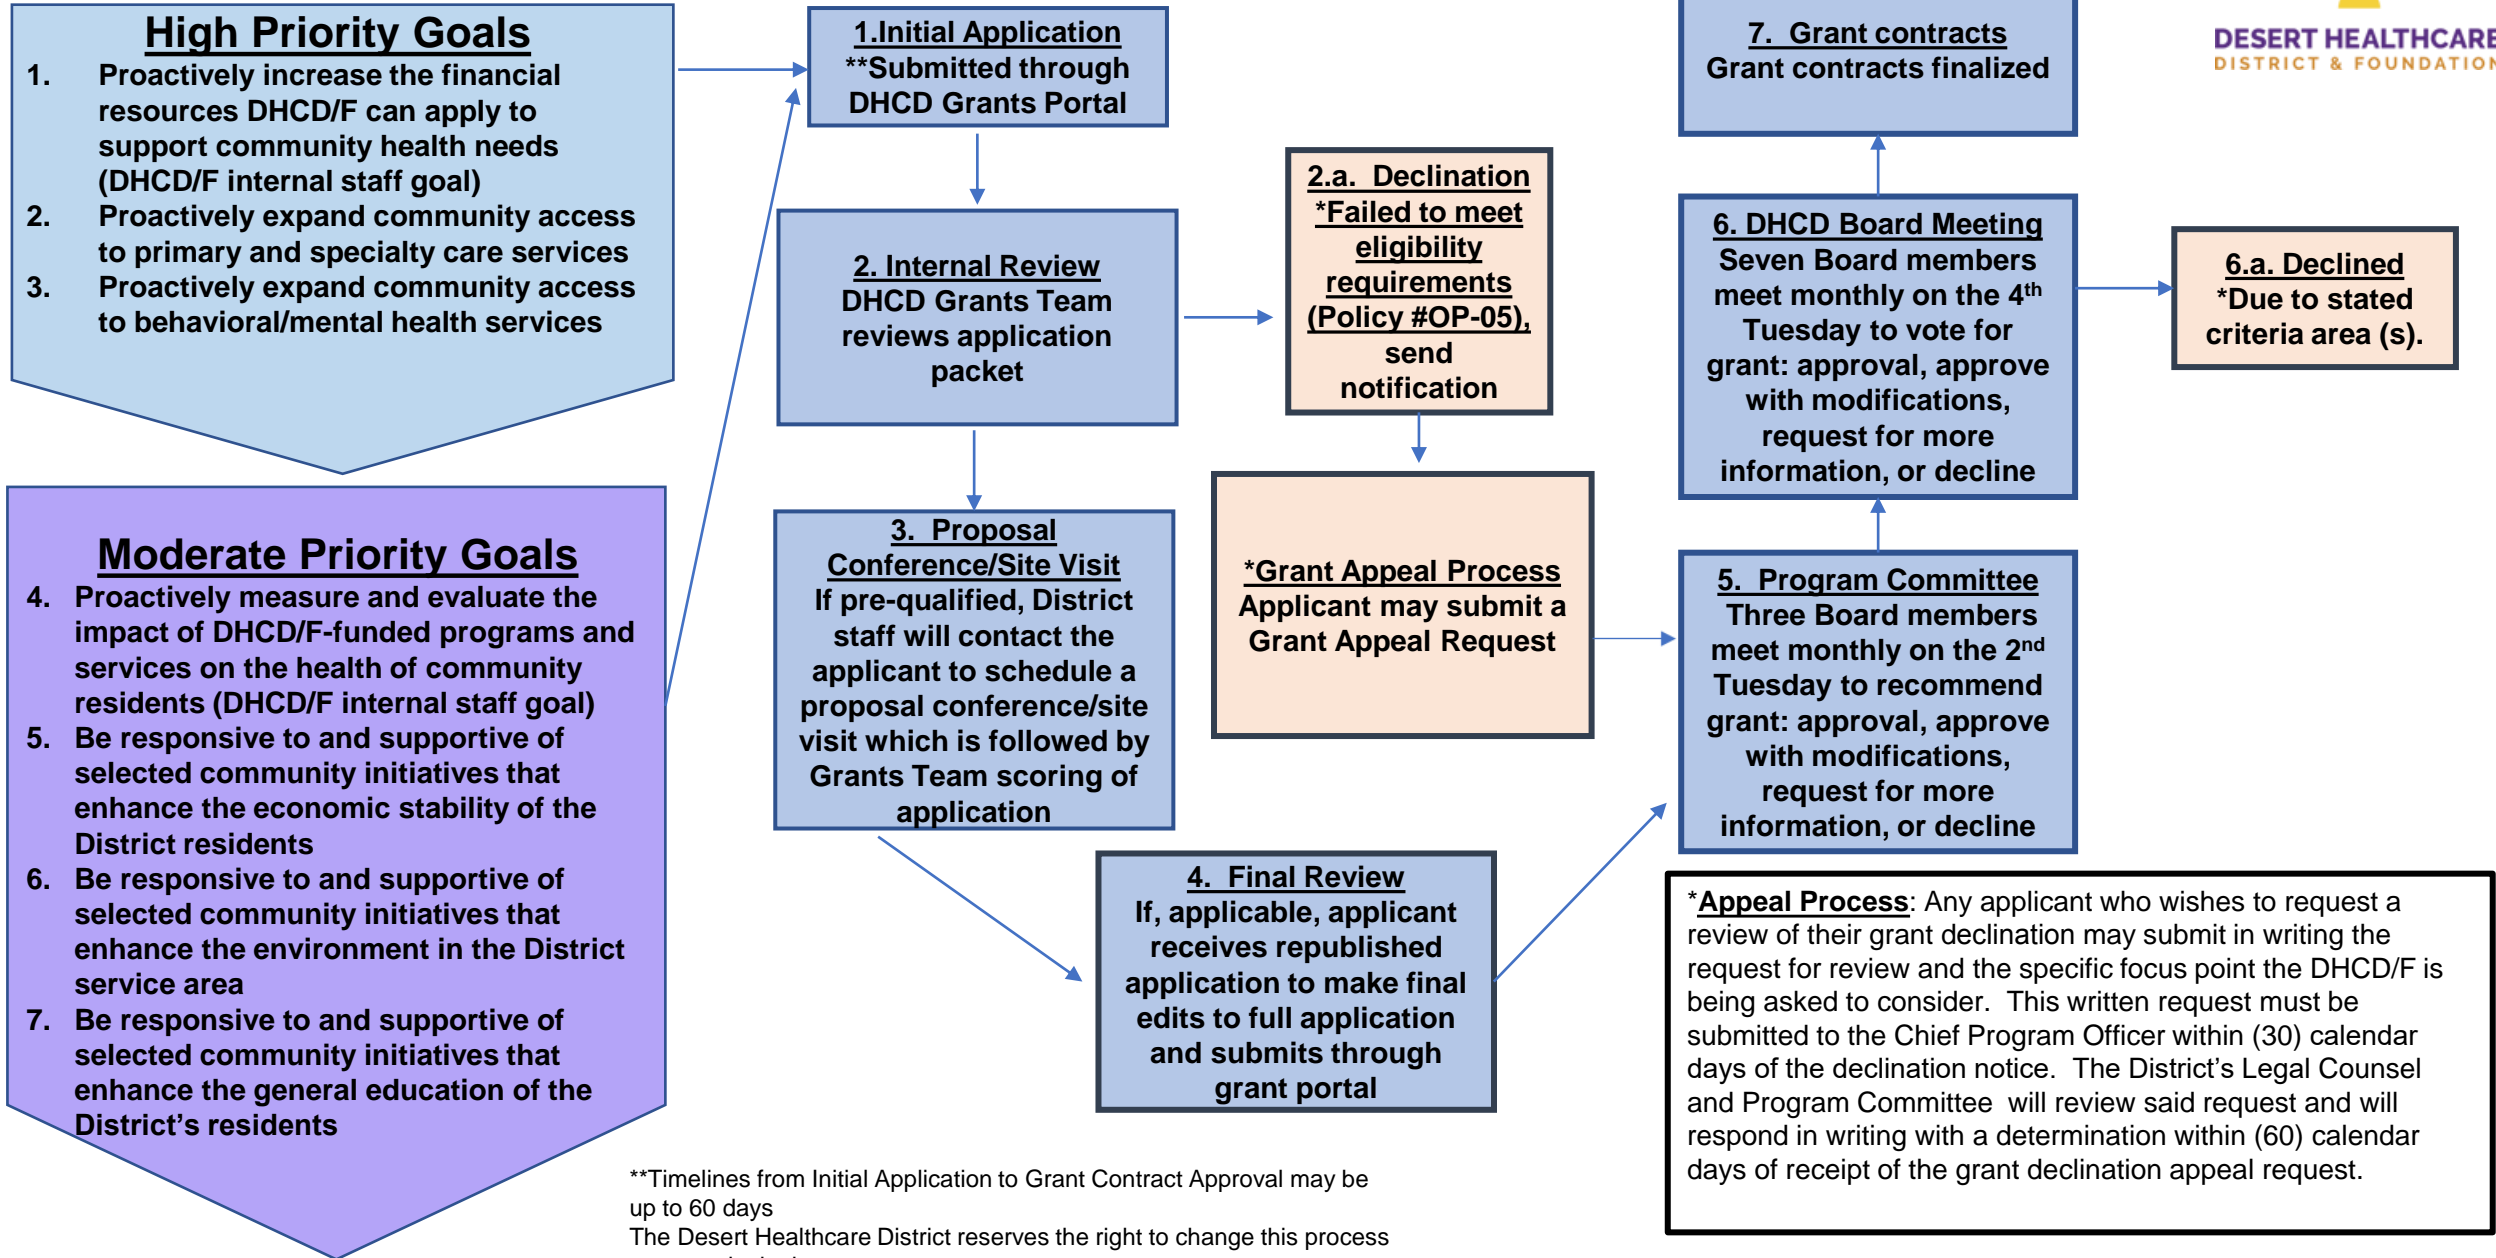 High Priority Goals
1. Proactively increase the financial
resources DHCD/F can apply to
support community health needs
(DHCD/F internal staff goal)
2. Proactively expand community access
to primary and specialty care services
3. Proactively expand community access
to behavioral/mental health services
Moderate Priority Goals
4. Proactively measure and evaluate the
impact of DHCD/F-funded programs and
services on the health of community
residents (DHCD/F internal staff goal)
5. Be responsive to and supportive of
selected community initiatives that
enhance the economic stability of the
District residents
6. Be responsive to and supportive of
selected community initiatives that
enhance the environment in the District
service area
7. Be responsive to and supportive of
selected community initiatives that
enhance the general education of the
District’s residents
1.Initial Application
**Submitted through
DHCD Grants Portal
2. Internal Review
DHCD Grants Team
reviews application
packet
2.a. Declination
*Failed to meet
eligibility
requirements
(Policy #OP-05),
send
notification
3. Proposal
Conference/Site Visit
If pre-qualified, District
staff will contact the
applicant to schedule a
proposal conference/site
visit which is followed by
Grants Team scoring of
application
*Grant Appeal Process
Applicant may submit a
Grant Appeal Request
4. Final Review
If, applicable, applicant
receives republished
application to make final
edits to full application
and submits through
grant portal
5. Program Committee
Three Board members
meet monthly on the 2nd
Tuesday to recommend
grant: approval, approve
with modifications,
request for more
information, or decline
6. DHCD Board Meeting
Seven Board members
meet monthly on the 4th
Tuesday to vote for
grant: approval, approve
with modifications,
request for more
information, or decline
6.a. Declined
*Due to stated
criteria area (s).
7. Grant contracts
Grant contracts finalized
DESERT HEALTHCARE
DISTRICT & FOUNDATION
*Appeal Process: Any applicant who wishes to request a
review of their grant declination may submit in writing the
request for review and the specific focus point the DHCD/F is
being asked to consider. This written request must be
submitted to the Chief Program Officer within (30) calendar
days of the declination notice. The District’s Legal Counsel
and Program Committee will review said request and will
respond in writing with a determination within (60) calendar
days of receipt of the grant declination appeal request.
**Timelines from Initial Application to Grant Contract Approval may be
up to 60 days
The Desert Healthcare District reserves the right to change this process